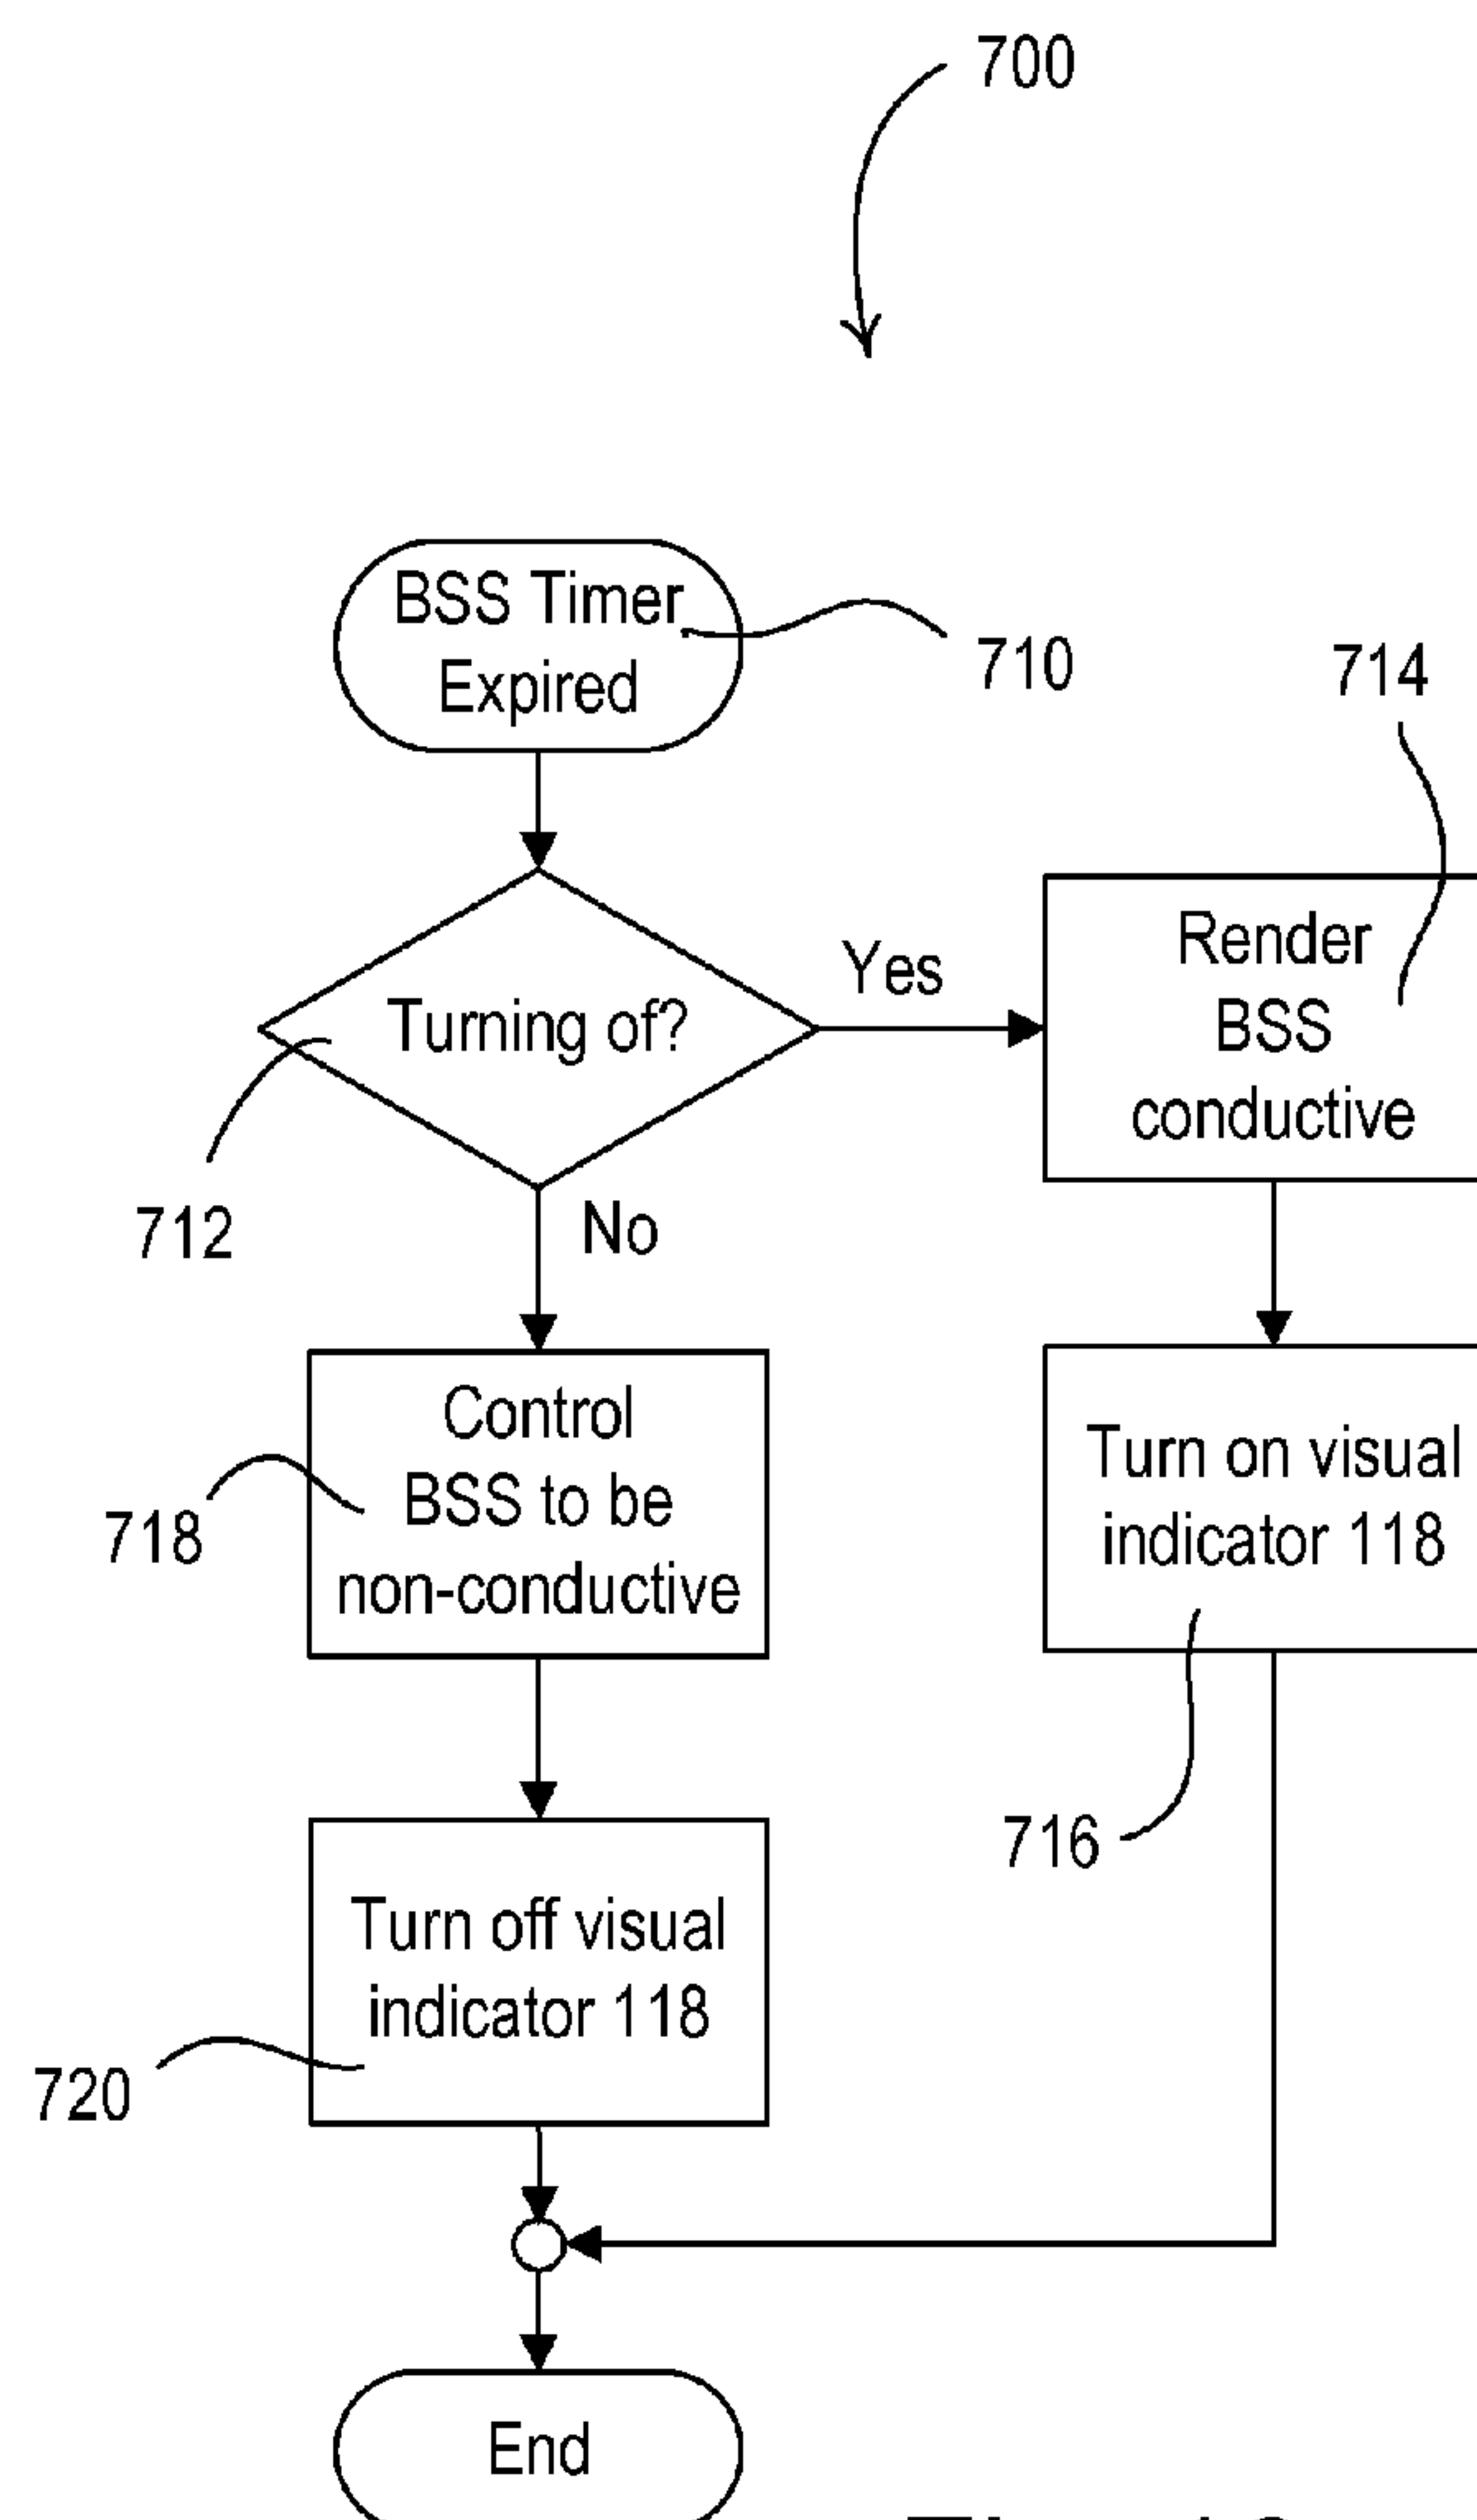 700
BSS Timer
Expired
710
714
Yes
Render
BSS
conductive
Turning of?
712
No
Control
BSS to be
non-conductive
718
Turn on visual
indicator 118
716
Turn off visual
indicator 118
720
End